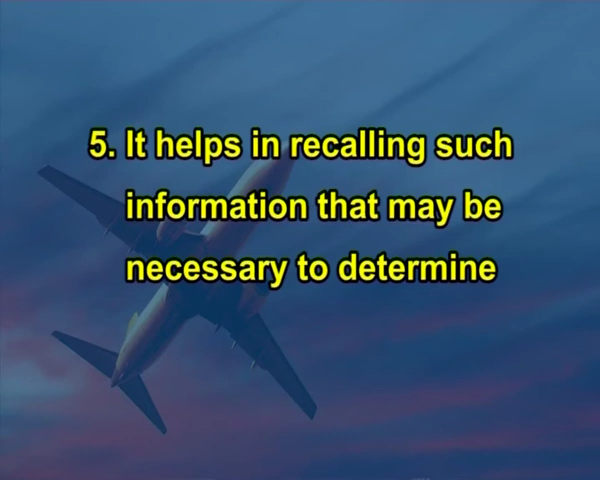 5. It helps in recalling such
information that may be
necessary to determine